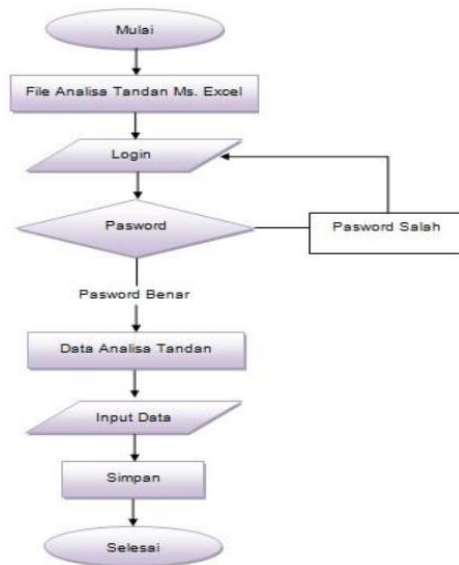 Mulai
File Analisa Tandan Ms. Excel
Login
Pasword
Pasword Salah
Pasword Benar
Data Analisa Tandan
Input Data
Simpan
Selesai